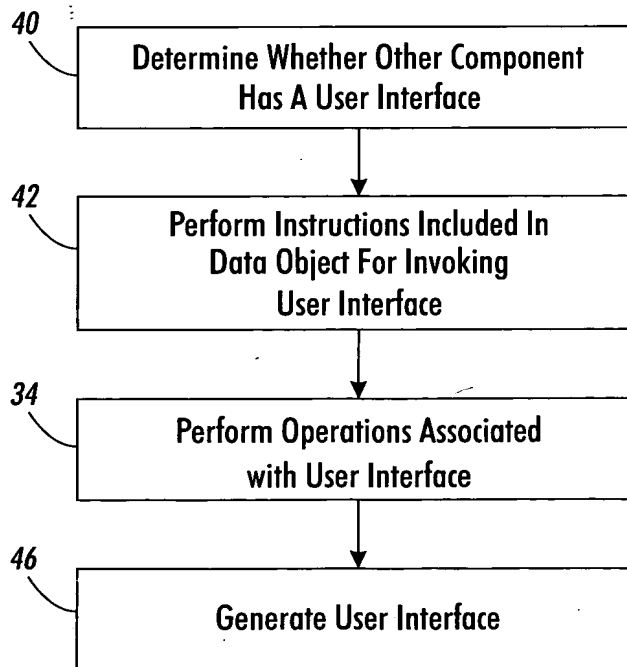 40
Determine Whether Other Component
Has A User Interface
42
Perform Instructions Included In
Data Object For Invoking
User Interface
34
Perform Operations Associated
with User Interface
46
Generate User Interface